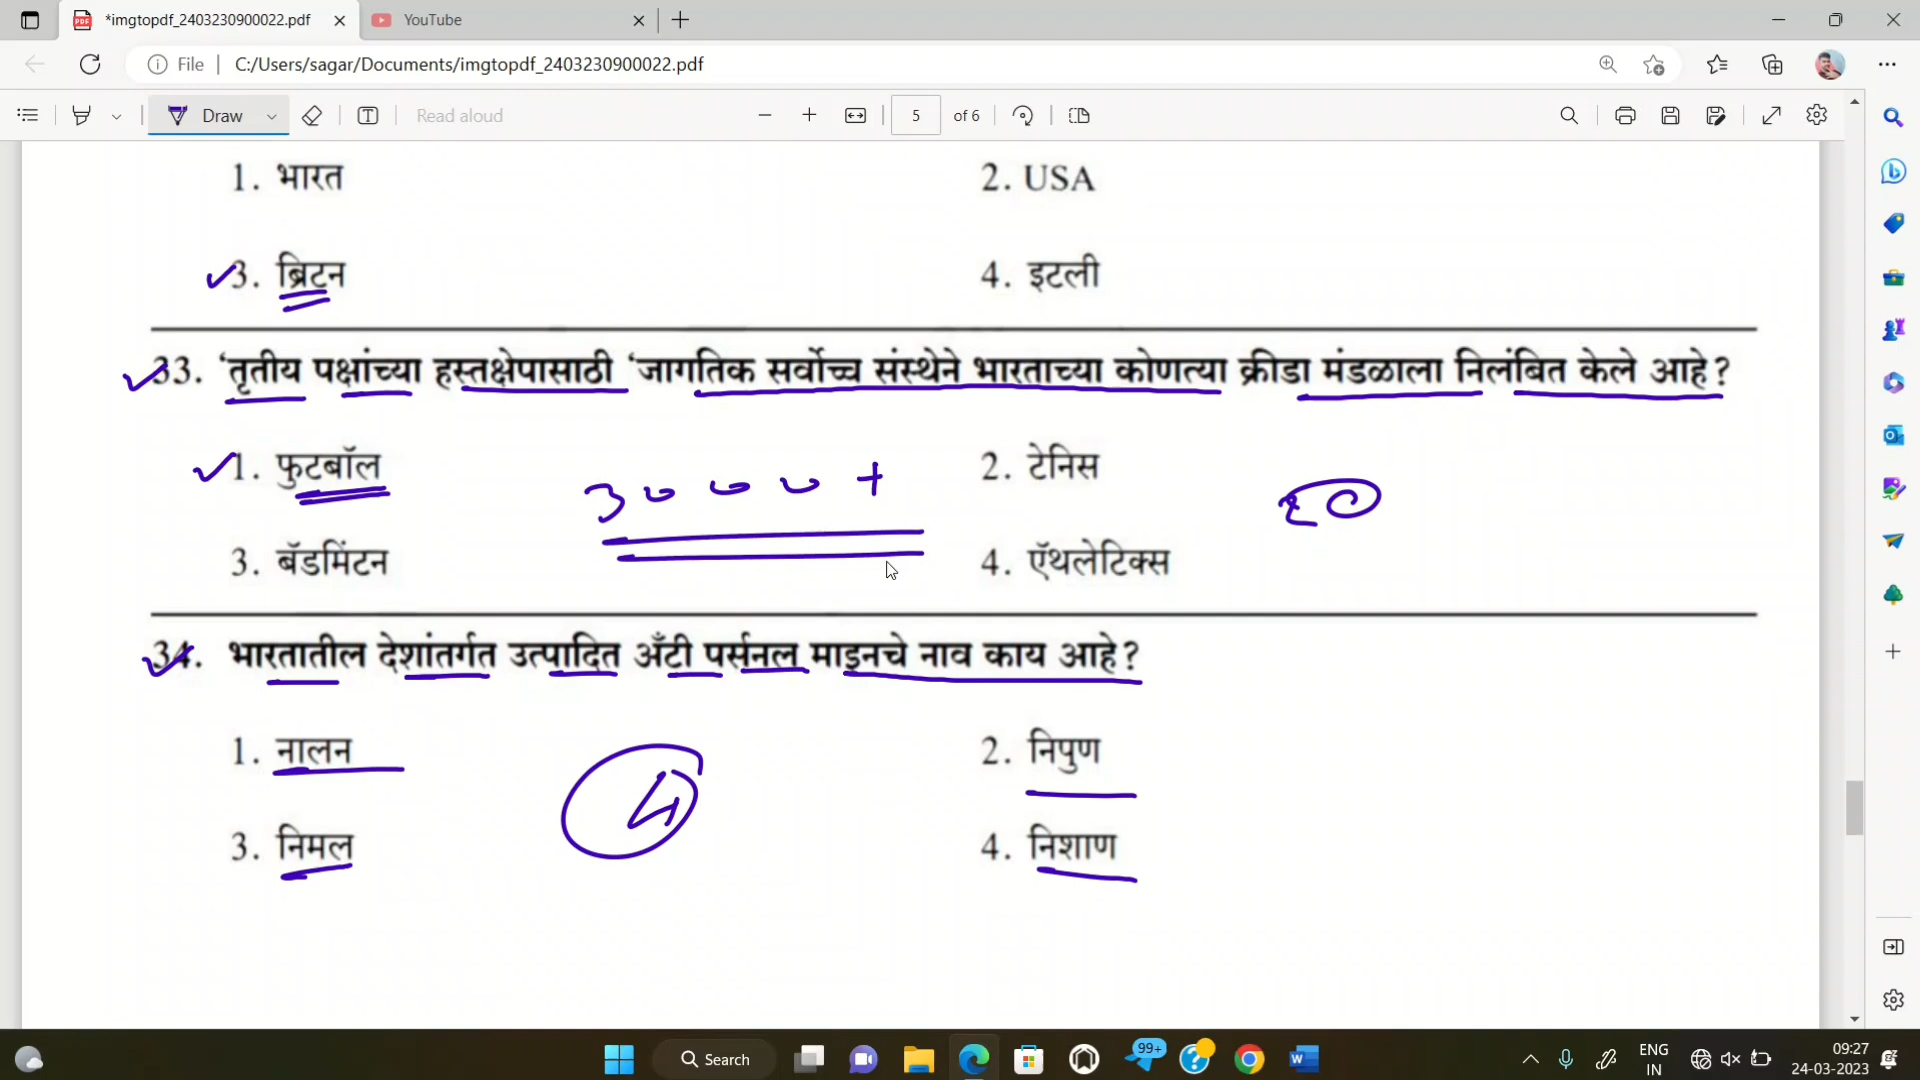 *imgtopdf_2403230900022.pdf
YouTube
File
C:/Users/sagar/Documents/imgtopdf_2403230900022.pdf
Draw
Read aloud
5
of 6
1. भारत
2. USA
3. ब्रिटन
4. इटली
33. ‘तृतीय पक्षांच्या हस्तक्षेपासाठी ‘जागतिक सर्वोच्च संस्थेने भारताच्या कोणत्या क्रीडा मंडळाला निलंबित केले आहे?
1. फुटबॉल
2. टेनिस
3. बॅडमिंटन
4. ऍथलेटिक्स
34. भारतातील देशांतर्गत उत्पादित अँटी पर्सनल माइनचे नाव काय आहे?
1. नालन
2. निपुण
3. निमल
4. निशाण
Search
99+
ENG
IN
09:27
24-03-2023